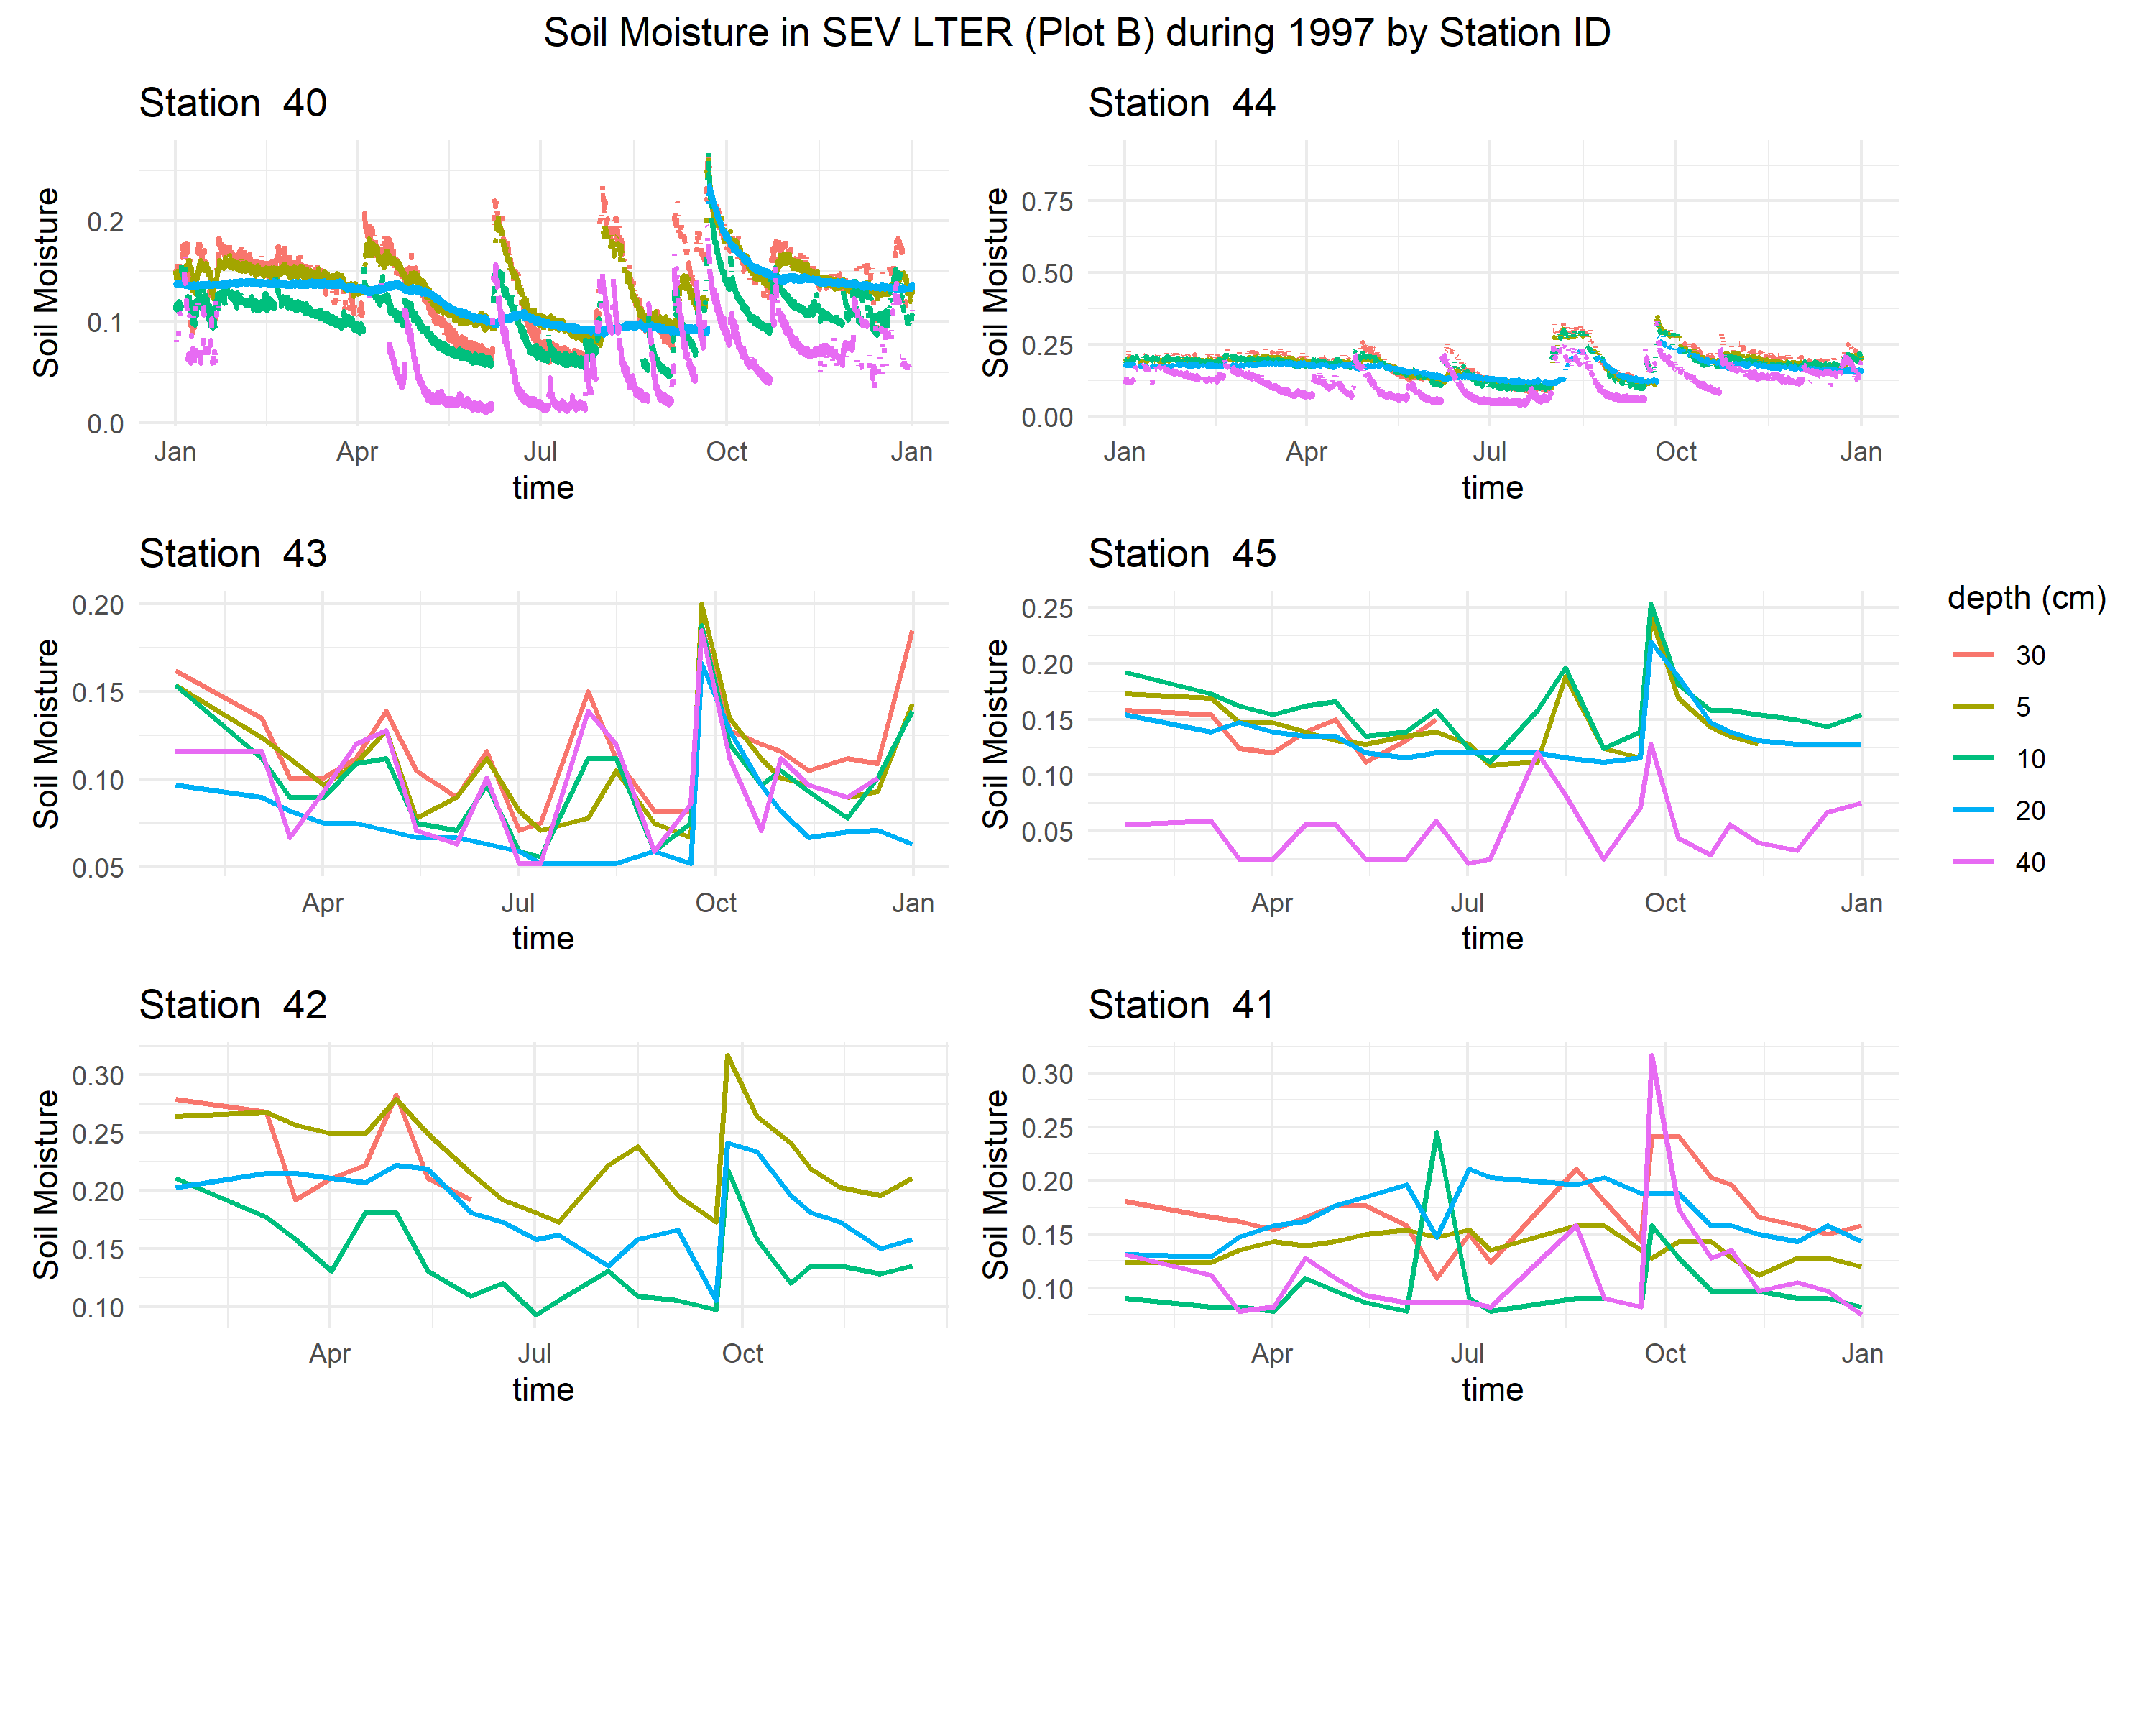 Soil Moisture in SEV LTER (Plot B) during 1997 by Station ID
Station 40
Soil Moisture
0.2
0.1
0.0
Jan Apr Jul Oct Jan
time
Station 44
Soil Moisture
0.75
0.50
0.25
0.00
Jan Apr Jul Oct Jan
time
Station 43
Soil Moisture
0.20
0.15
0.10
0.05
Apr Jul Oct Jan
time
Station 45
Soil Moisture
0.25
0.20
0.15
0.10
0.05
Apr Jul Oct Jan
time
depth (cm)
30
5
10
20
40
Station 42
Soil Moisture
0.30
0.25
0.20
0.15
0.10
Apr Jul Oct
time
Station 41
Soil Moisture
0.30
0.25
0.20
0.15
0.10
Apr Jul Oct Jan
time